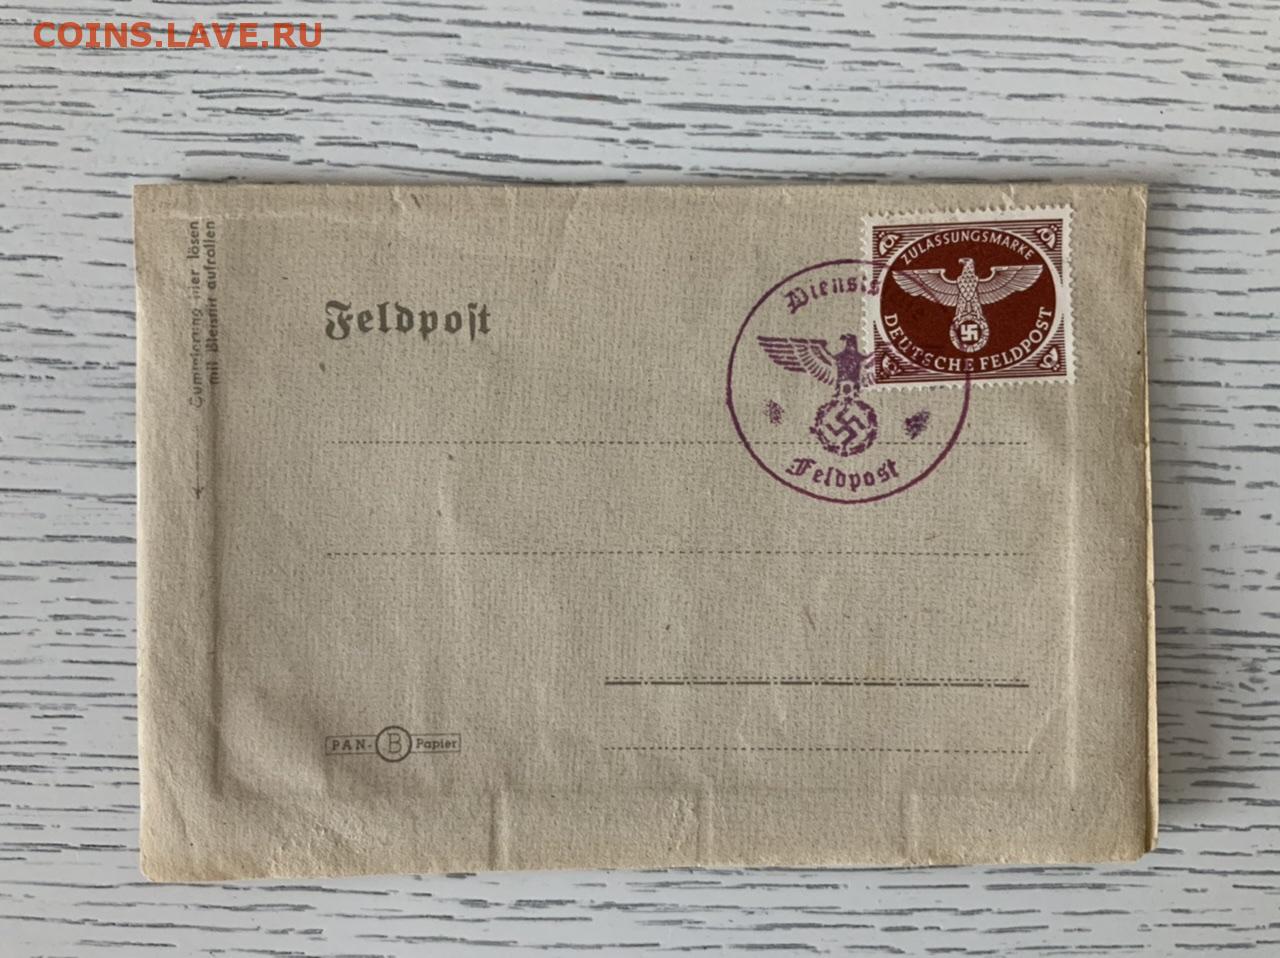 COINS.LAVE.RU
Gummierung hier lösen
mit Bleistift aufrollen
Feldpost
ZULASSUNGSMARKE
DEUTSCHE FELDPOST
Feldpost
PAN-B Papier